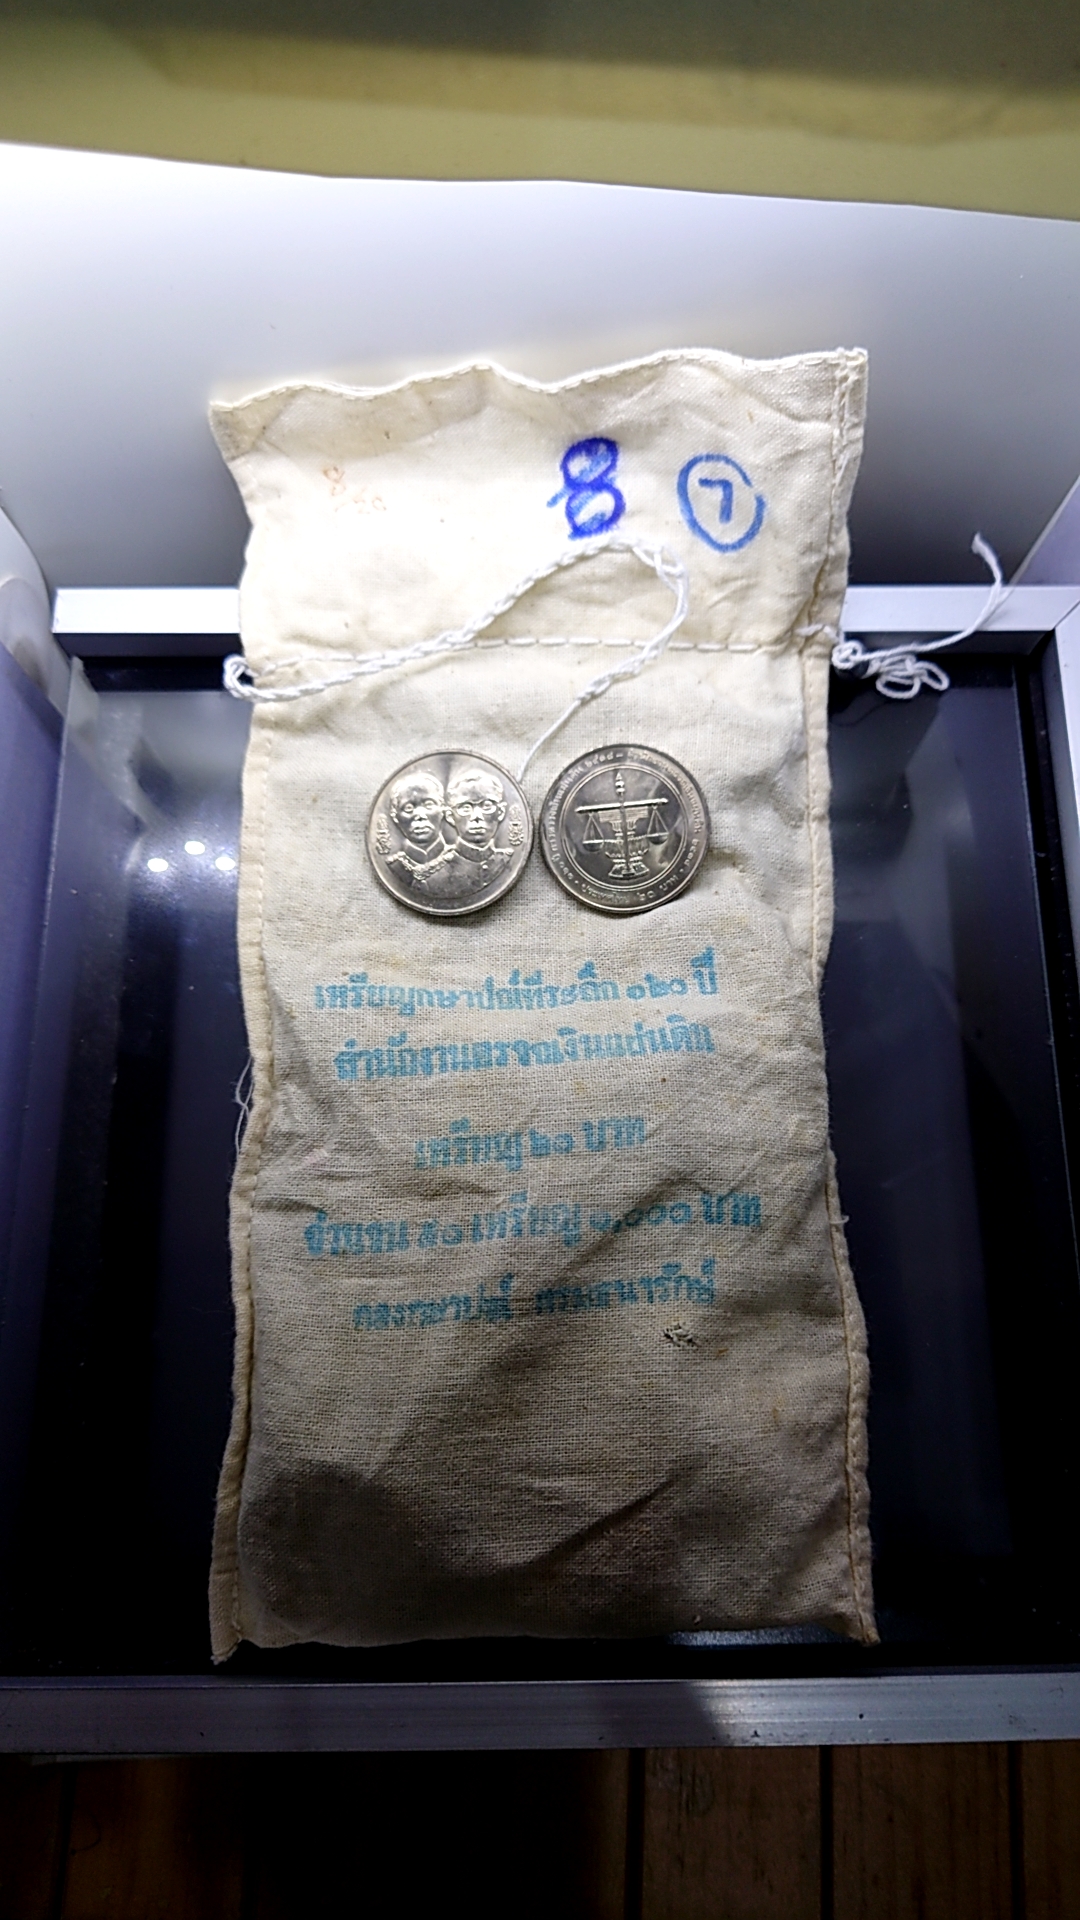 8 7
เหรียญกษาปณ์ที่ระลึก ๑๒๐ ปี
สำนักงานตรวจเงินแผ่นดิน
เหรียญ ๒๐ บาท
จำนวน ๕๐ เหรียญ ๑,๐๐๐ บาท
กองกษาปณ์ กรมธนารักษ์